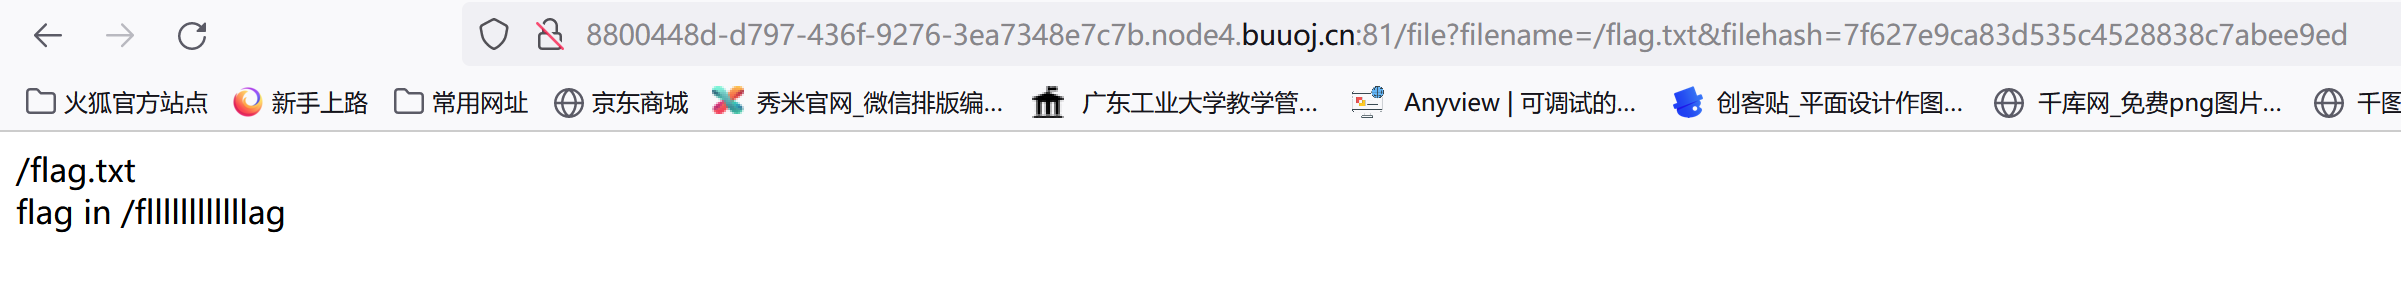 8800448d-d797-436f-9276-3ea7348e7c7b.node4.buuoj.cn:81/file?filename=/flag.txt&filehash=7f627e9ca83d535c4528838c7abee9ed
火狐官方站点 新手上路 常用网址 京东商城 秀米官网_微信排版编... 广东工业大学教学管... Anyview | 可调试的... 创客贴_平面设计作图... 千库网_免费png图片... 千图
/flag.txt
flag in /fllllllllllllag